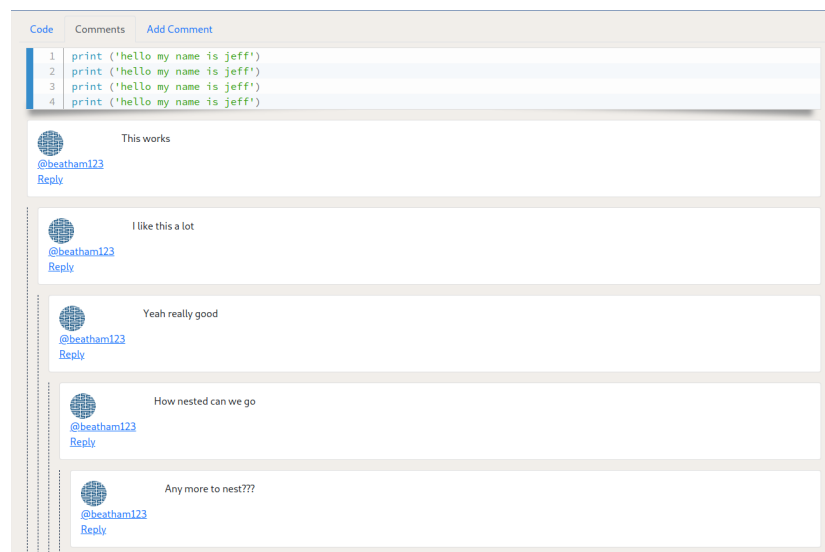 Code Comments Add Comment
1 print ('hello my name is jeff')
2 print ('hello my name is jeff')
3 print ('hello my name is jeff')
4 print ('hello my name is jeff')
This works
@beatham123
Reply
I like this a lot
@beatham123
Reply
Yeah really good
@beatham123
Reply
How nested can we go
@beatham123
Reply
Any more to nest???
@beatham123
Reply